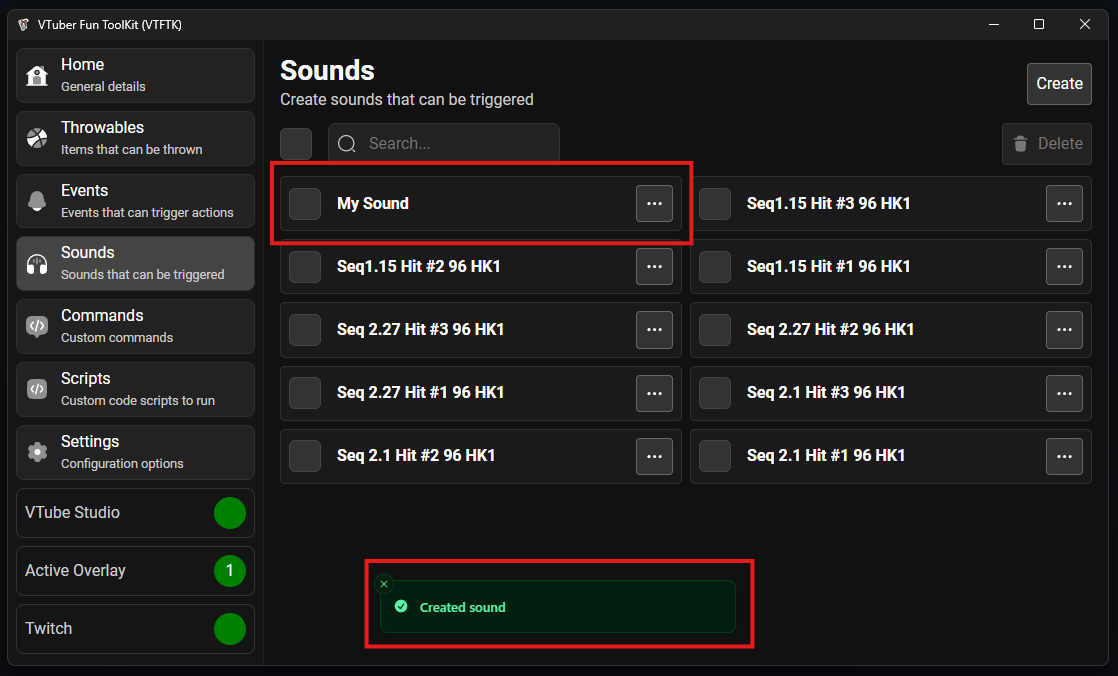 VTuber Fun ToolKit (VTFTK)
Home
General details
Throwables
Items that can be thrown
Events
Events that can trigger actions
Sounds
Sounds that can be triggered
Commands
Custom commands
Scripts
Custom code scripts to run
Settings
Configuration options
VTube Studio
Active Overlay
1
Twitch
Sounds
Create sounds that can be triggered
Create
Search...
Delete
My Sound
Seq1.15 Hit #3 96 HK1
Seq1.15 Hit #2 96 HK1
Seq1.15 Hit #1 96 HK1
Seq 2.27 Hit #3 96 HK1
Seq 2.27 Hit #2 96 HK1
Seq 2.27 Hit #1 96 HK1
Seq 2.1 Hit #3 96 HK1
Seq 2.1 Hit #2 96 HK1
Seq 2.1 Hit #1 96 HK1
Created sound